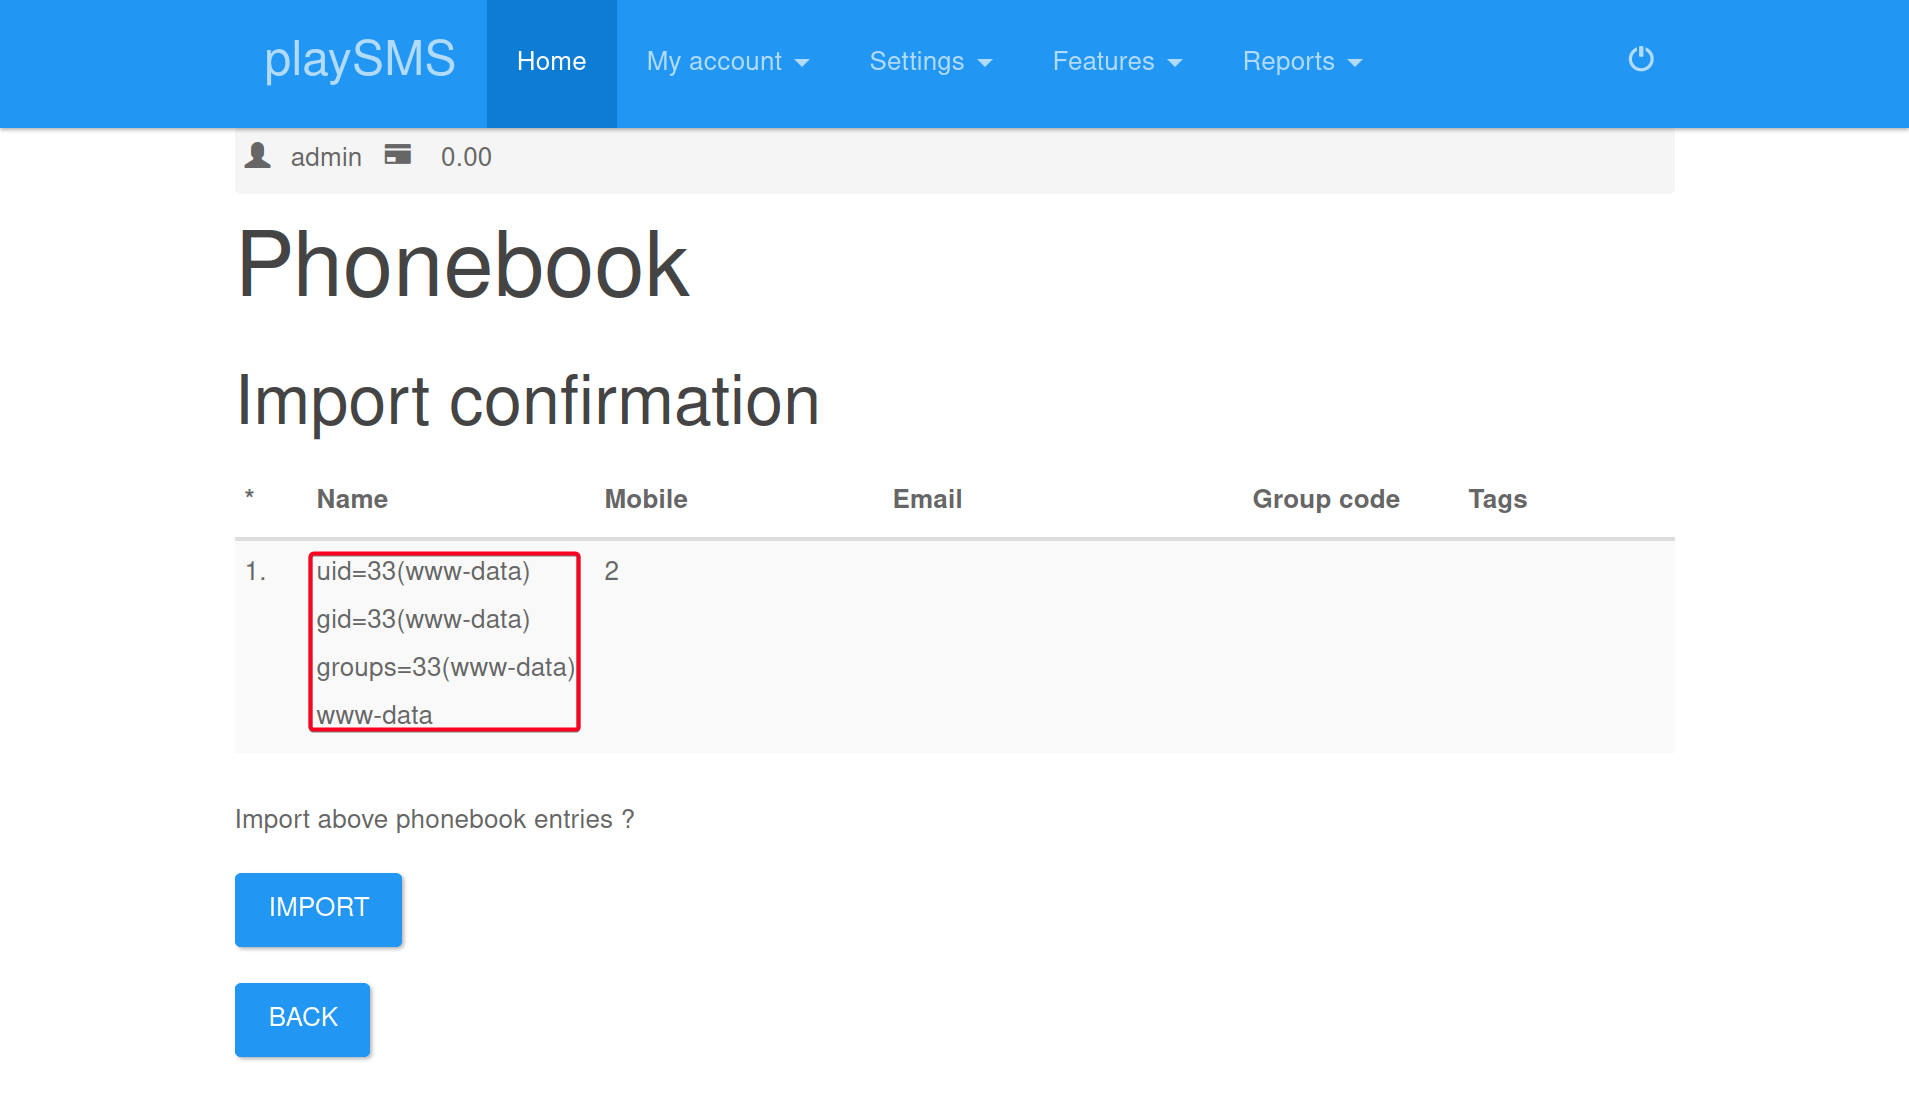 playSMS Home My account Settings Features Reports
admin 0.00
Phonebook
Import confirmation
* Name Mobile Email Group code Tags
1. uid=33(www-data) 2
gid=33(www-data)
groups=33(www-data)
www-data
Import above phonebook entries ?
IMPORT
BACK